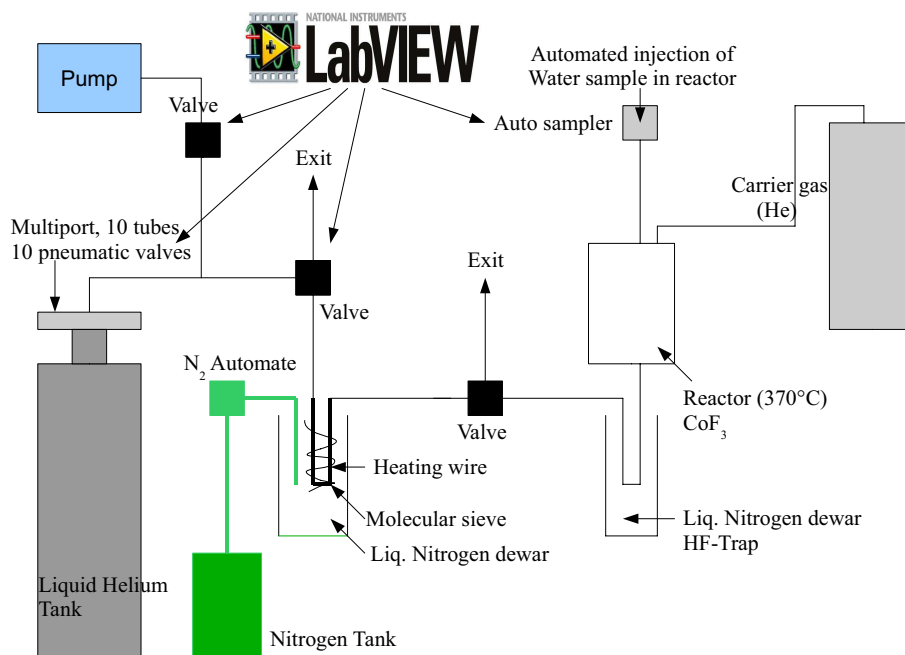 NATIONAL INSTRUMENTS
LabVIEW
Pump
Valve
Automated injection of
Water sample in reactor
Auto sampler
Exit
Carrier gas
(He)
Multiport, 10 tubes
10 pneumatic valves
Valve
Exit
N₂ Automate
Valve
Reactor (370°C)
CoF₃
Heating wire
Molecular sieve
Liq. Nitrogen dewar
Liq. Nitrogen dewar
HF-Trap
Liquid Helium
Tank
Nitrogen Tank